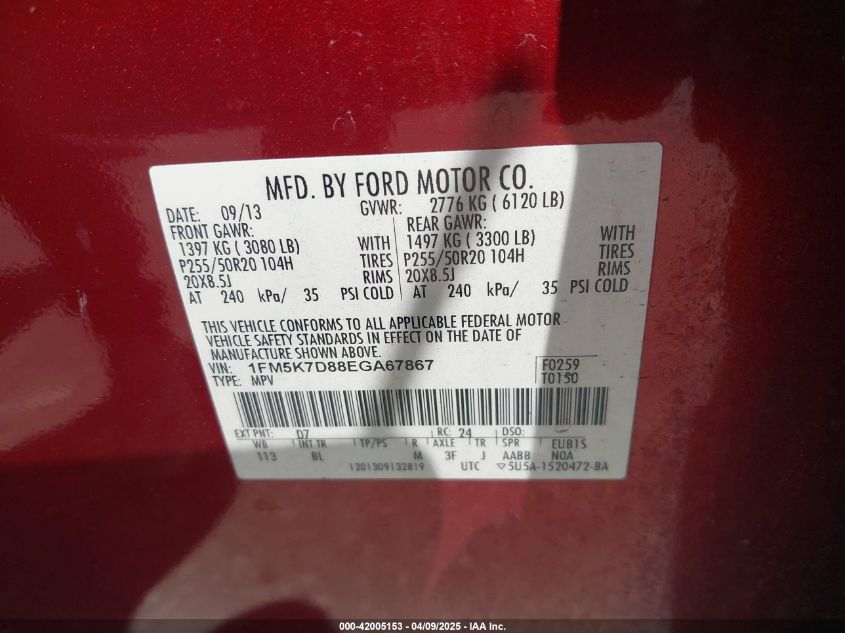 MFD. BY FORD MOTOR CO.
DATE: 09/13 GVWR: 2776 KG ( 6120 LB)
FRONT GAWR: REAR GAWR:
1397 KG ( 3080 LB) WITH 1497 KG ( 3300 LB) WITH
P255/50R20 104H TIRES P255/50R20 104H TIRES
20X8.5J RIMS 20X8.5J RIMS
AT 240 kPa/ 35 PSI COLD AT 240 kPa/ 35 PSI COLD
THIS VEHICLE CONFORMS TO ALL APPLICABLE FEDERAL MOTOR
VEHICLE SAFETY STANDARDS IN EFFECT ON THE DATE OF
MANUFACTURE SHOWN ABOVE.
VIN: 1FM5K7D88EGA67867 F0259
TYPE: MPV T0150
EXT PNT: D7 RC: 24 DSO:
WB INT TR TP/PS R AXLE TR SPR EUB1S
113 BL M 3F J AABB NOA
1201309132819 UTC ▽5U5A-1520472-BA
000-42005153 - 04/09/2025 - IAA Inc.